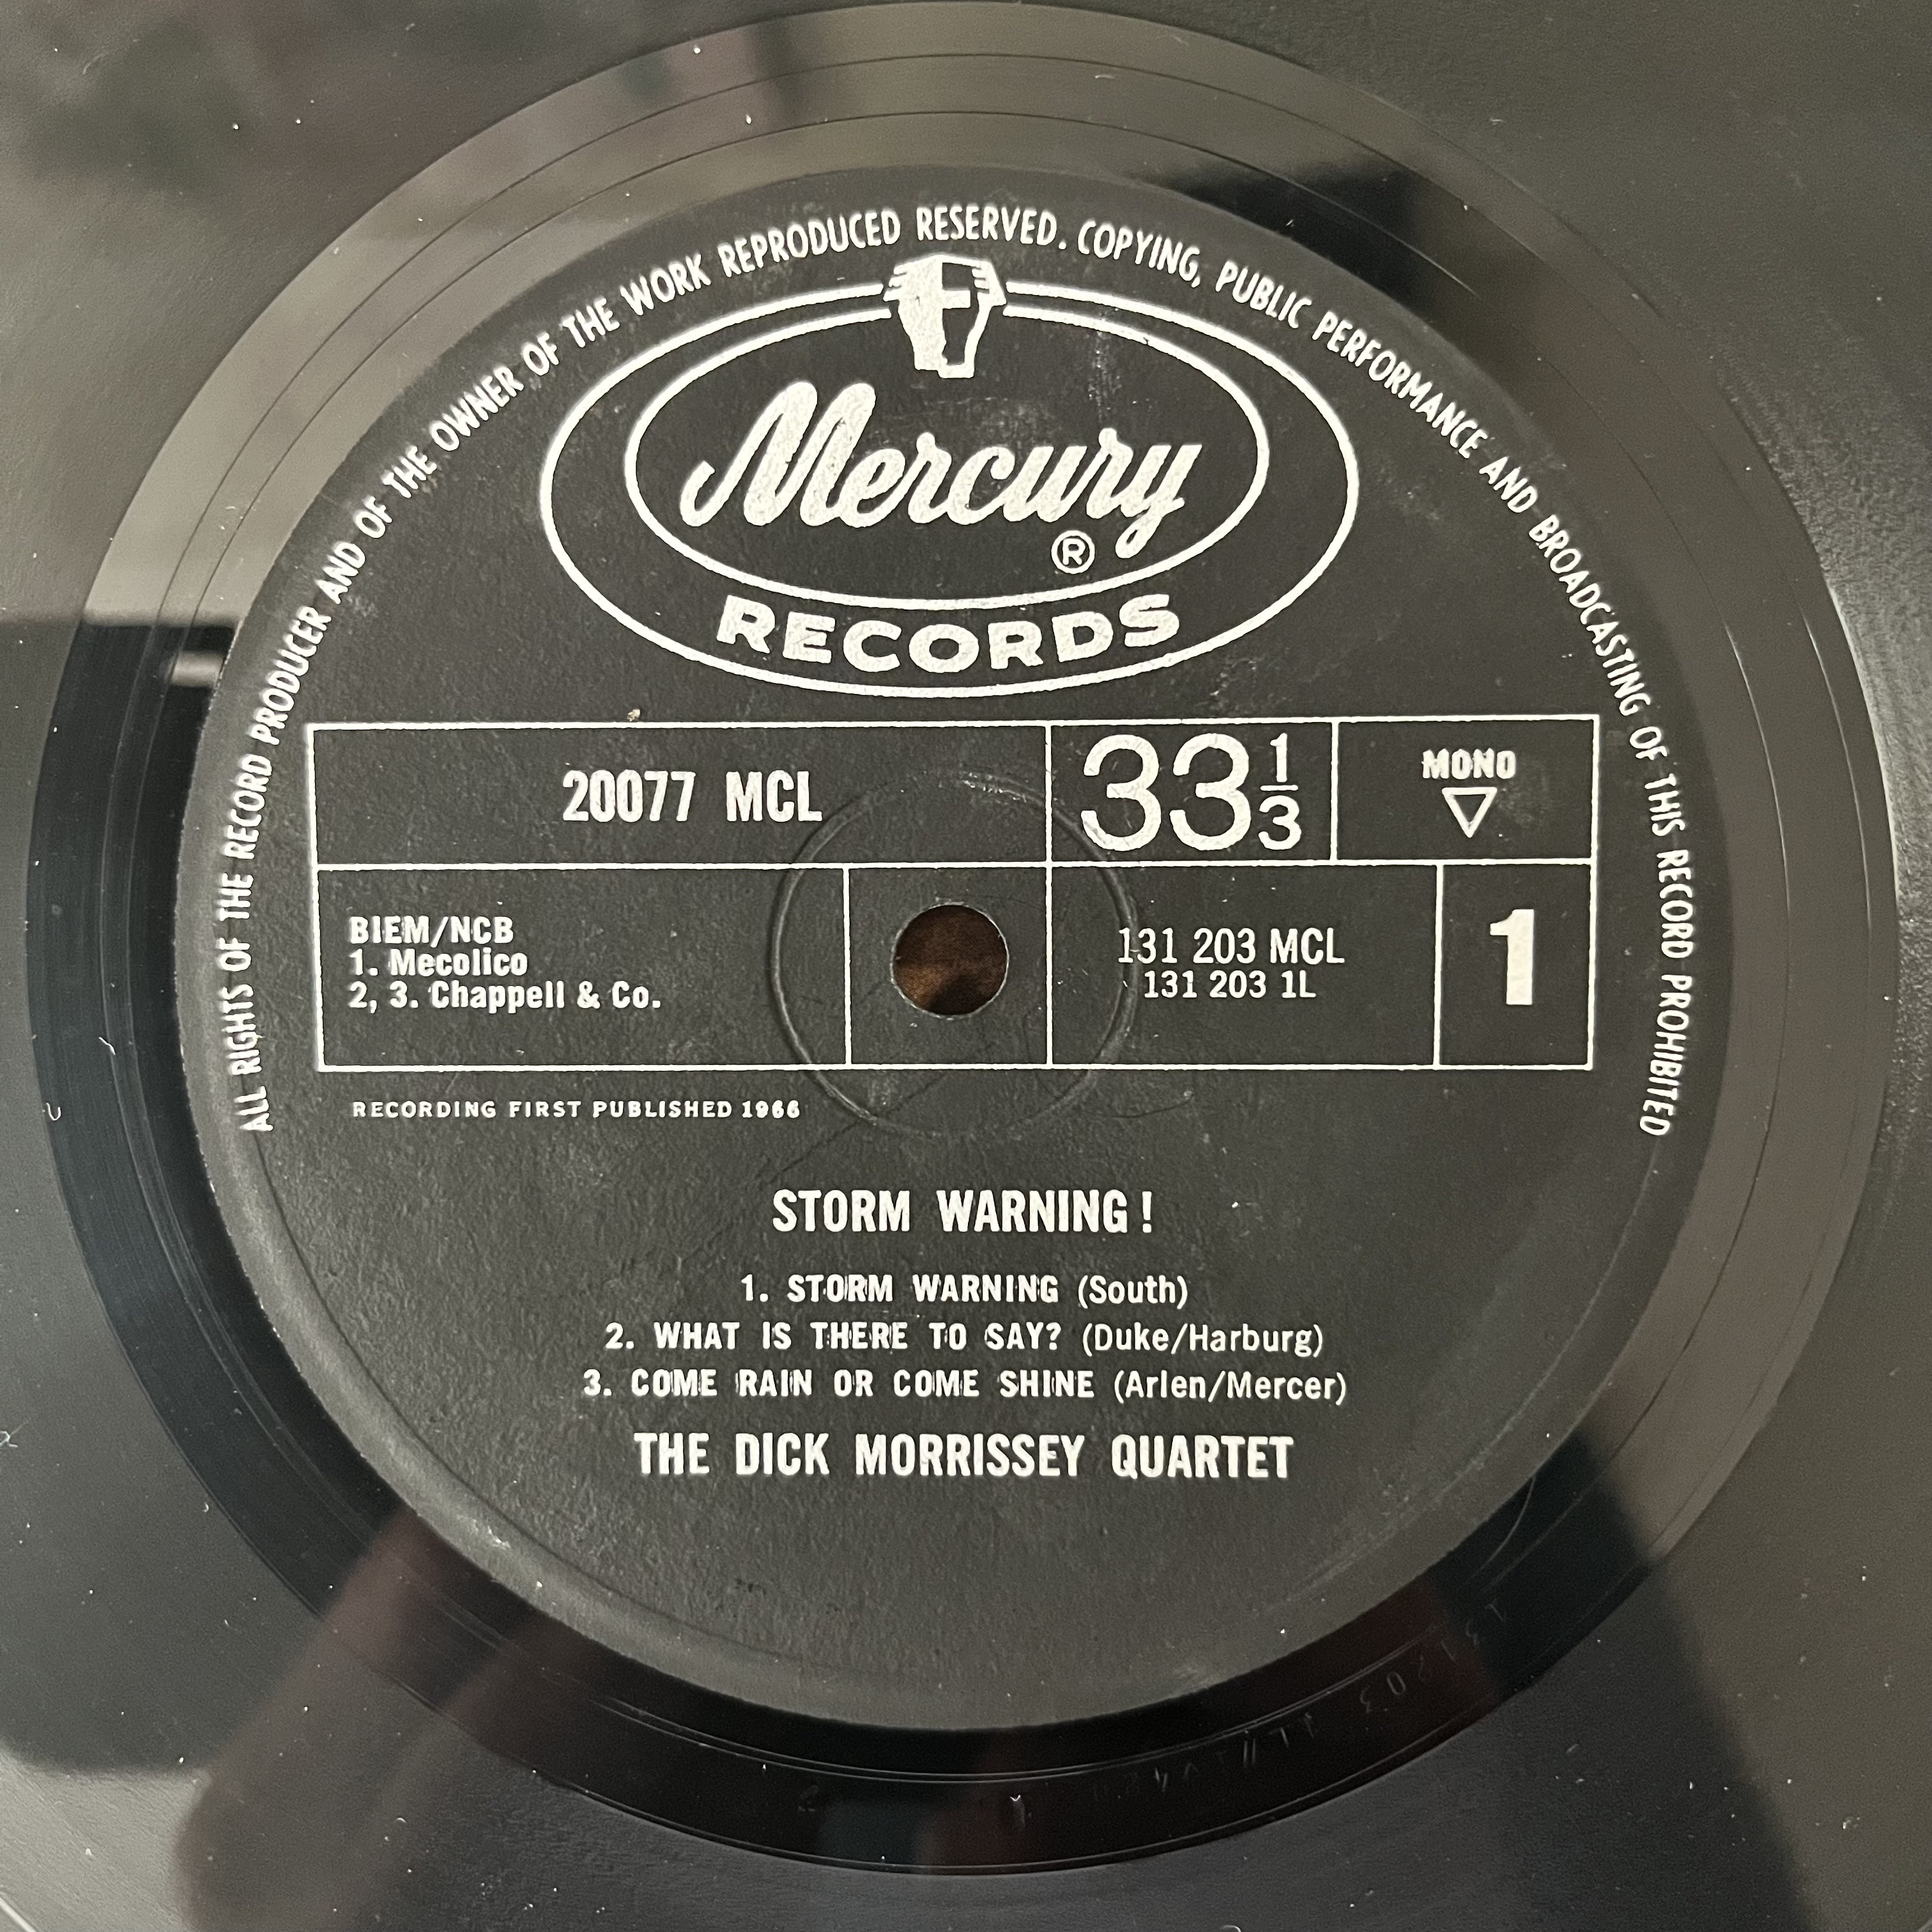 ALL RIGHTS OF THE RECORD PRODUCER AND OF THE OWNER OF THE WORK REPRODUCED RESERVED. COPYING, PUBLIC PERFORMANCE AND BROADCASTING OF THIS RECORD PROHIBITED
Mercury
®
RECORDS
20077 MCL
33 1/3
MONO
BIEM/NCB
1. Mecolico
2, 3. Chappell & Co.
131 203 MCL
131 203 1L
1
RECORDING FIRST PUBLISHED 1966
STORM WARNING!
1. STORM WARNING (South)
2. WHAT IS THERE TO SAY? (Duke/Harburg)
3. COME RAIN OR COME SHINE (Arlen/Mercer)
THE DICK MORRISSEY QUARTET